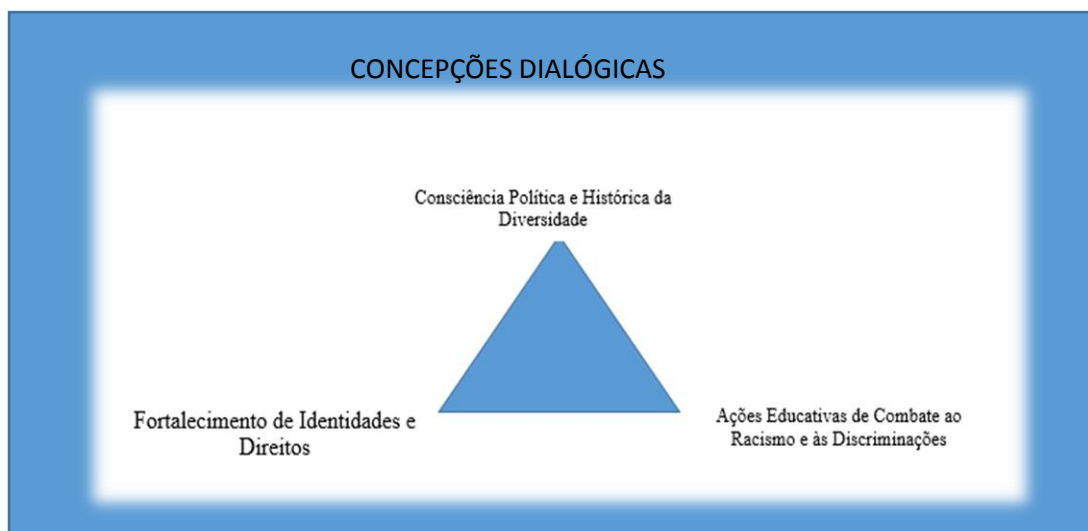 CONCEPÇÕES DIALÓGICAS
Consciência Política e Histórica da
Diversidade
Fortalecimento de Identidades e
Direitos
Ações Educativas de Combate ao
Racismo e às Discriminações